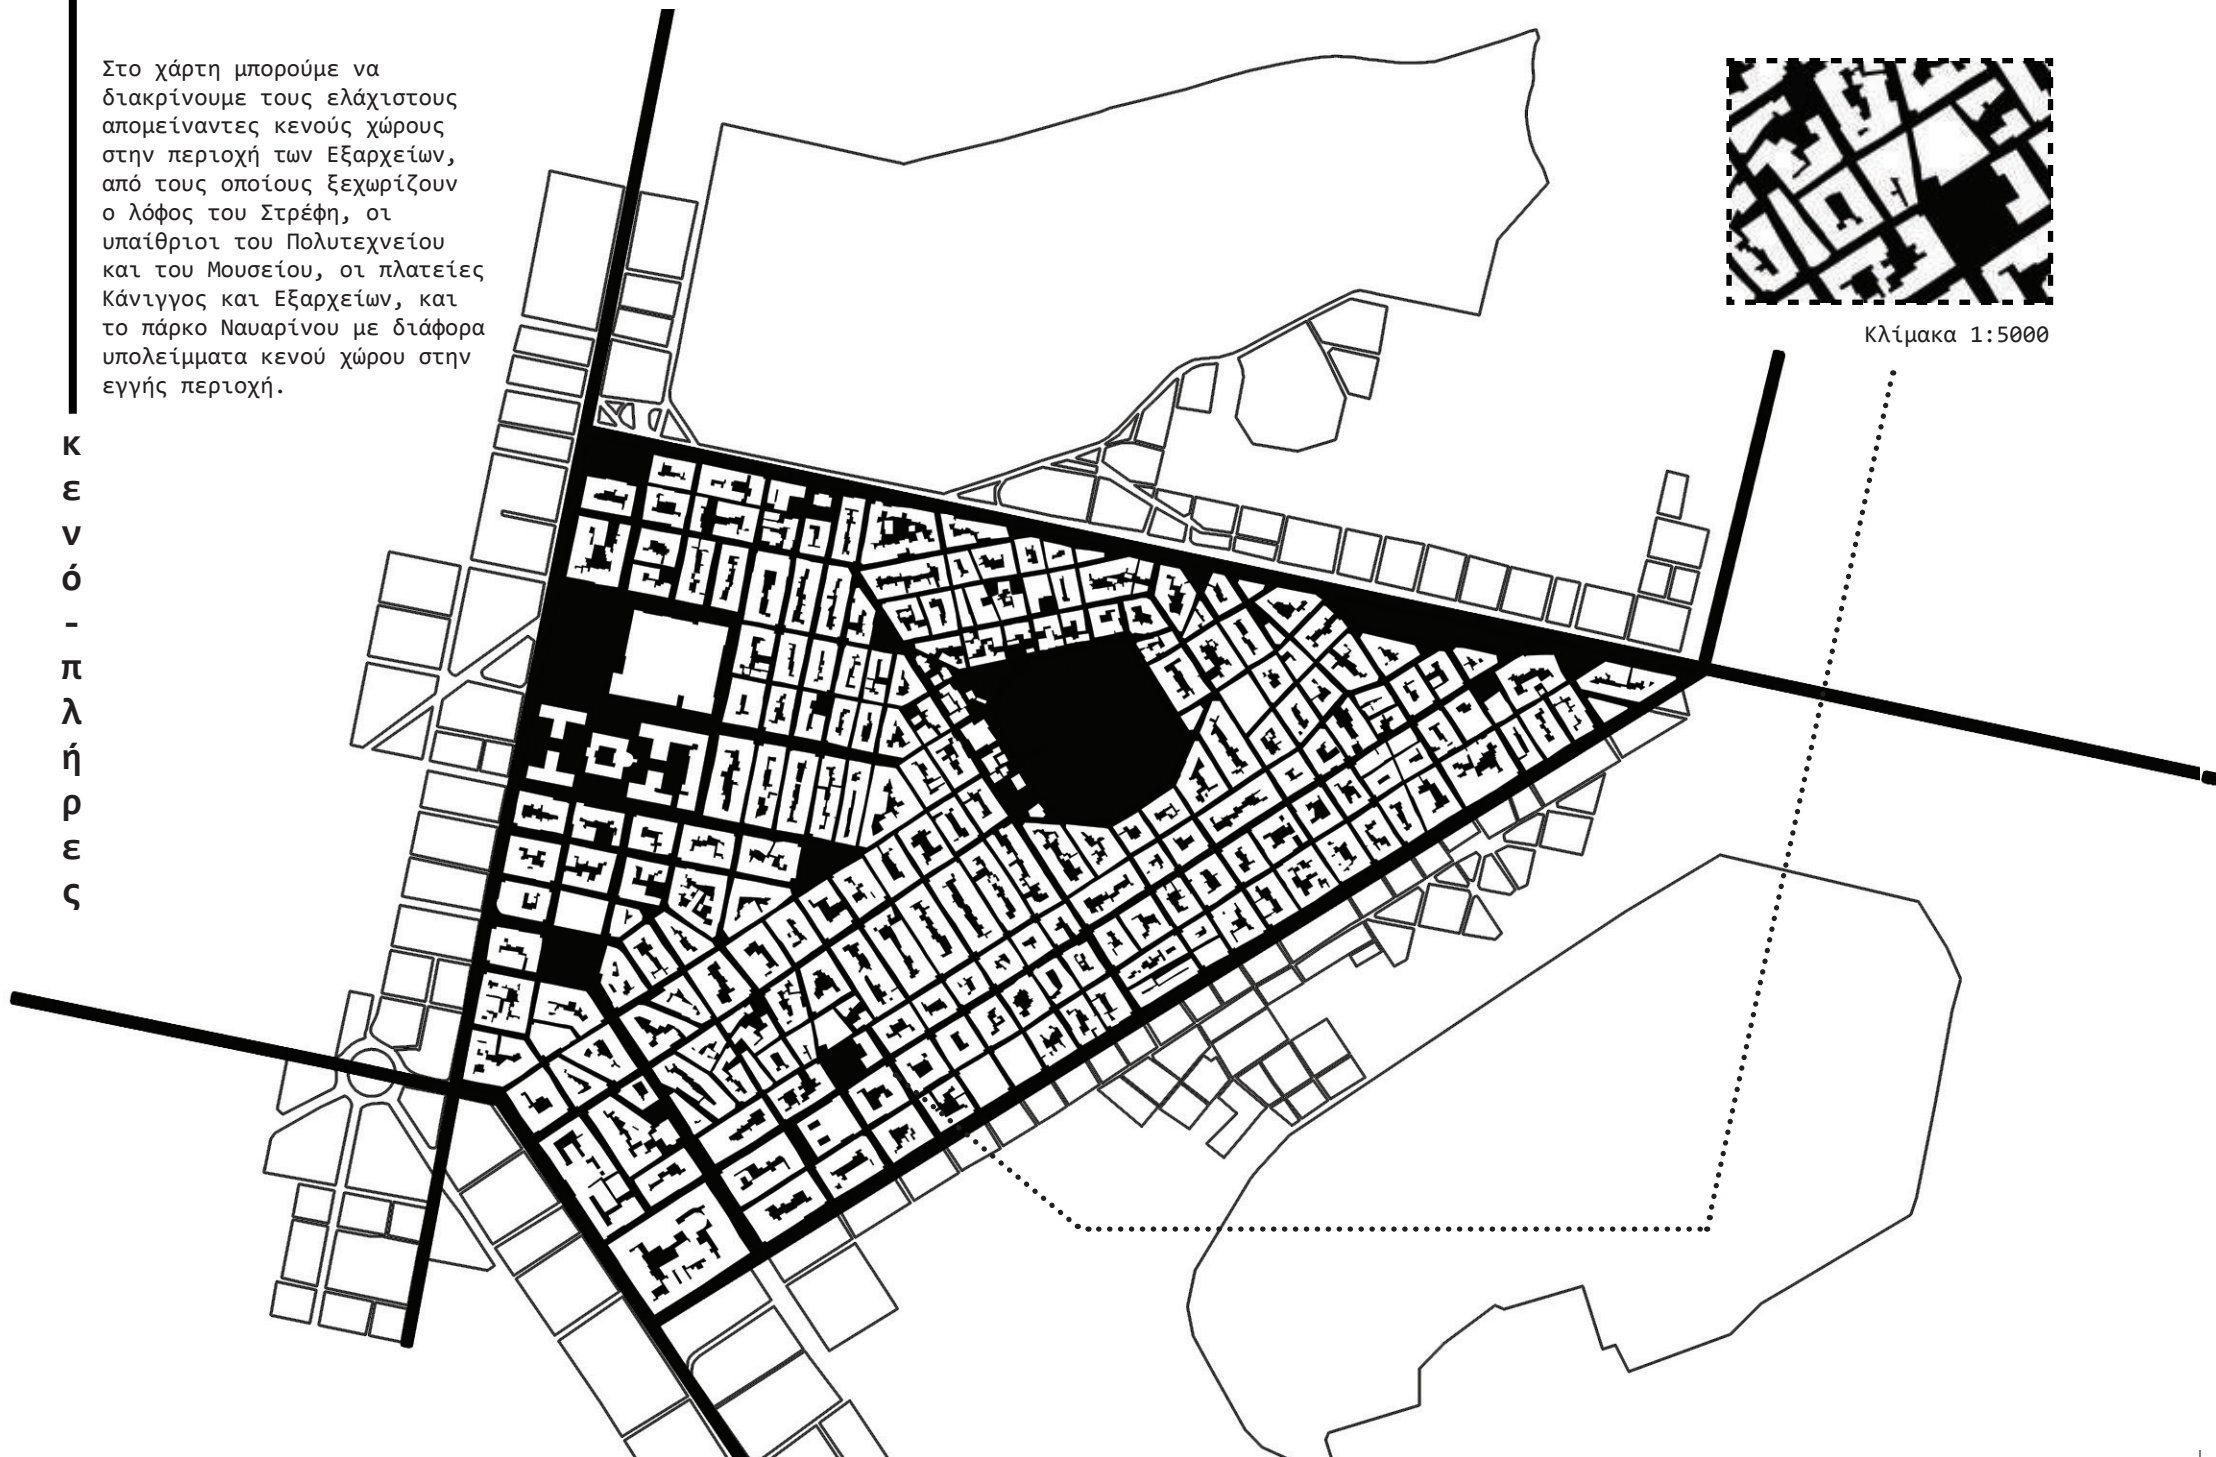 Στο χάρτη μπορούμε να
διακρίνουμε τους ελάχιστους
απομείναντες κενούς χώρους
στην περιοχή των Εξαρχείων,
από τους οποίους ξεχωρίζουν
ο λόφος του Στρέφη, οι
υπαίθριοι του Πολυτεχνείου
και του Μουσείου, οι πλατείες
Κάνιγγος και Εξαρχείων, και
το πάρκο Ναυαρίνου με διάφορα
υπολείμματα κενού χώρου στην
εγγής περιοχή.
κενό-πλήρες
Κλίμακα 1:5000